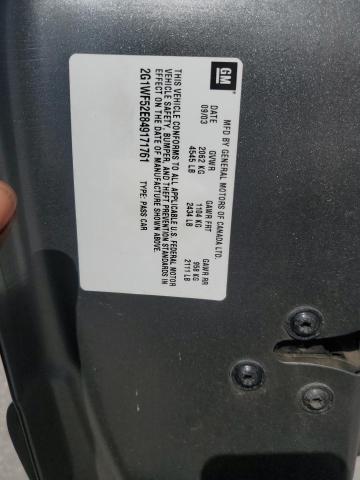 GM
MFD BY GENERAL MOTORS OF CANADA LTD.
DATE GVWR GAWR FRT GAWR RR
09/03 2062 KG 1104 KG 958 KG
4545 LB 2434 LB 2111 LB
THIS VEHICLE CONFORMS TO ALL APPLICABLE U.S. FEDERAL MOTOR
VEHICLE SAFETY, BUMPER, AND THEFT PREVENTION STANDARDS IN
EFFECT ON THE DATE OF MANUFACTURE SHOWN ABOVE.
2G1WF52E849171761 TYPE: PASS CAR